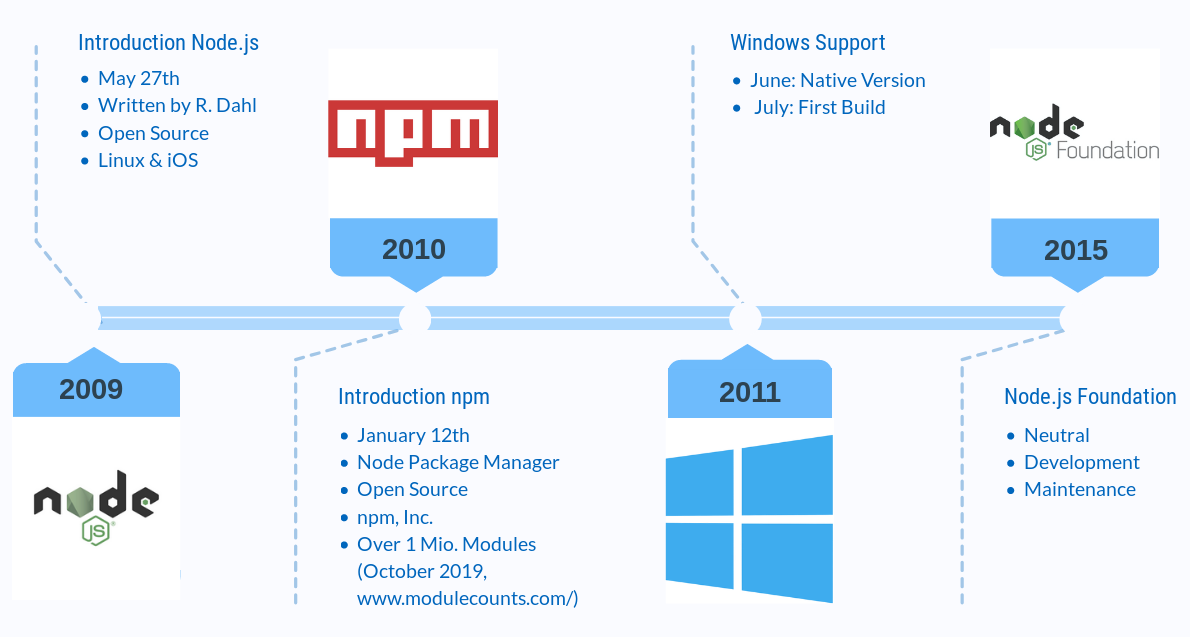 Introduction Node.js
• May 27th
• Written by R. Dahl
• Open Source
• Linux & iOS
2009
node
JS
npm
2010
Introduction npm
• January 12th
• Node Package Manager
• Open Source
• npm, Inc.
• Over 1 Mio. Modules
(October 2019,
www.modulecounts.com/)
Windows Support
• June: Native Version
• July: First Build
2011
node
JS Foundation
2015
Node.js Foundation
• Neutral
• Development
• Maintenance